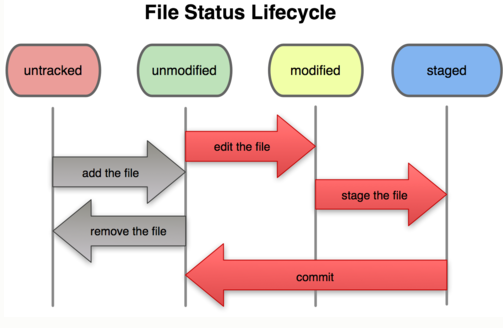 File Status Lifecycle
untracked
unmodified
modified
staged
edit the file
add the file
stage the file
remove the file
commit